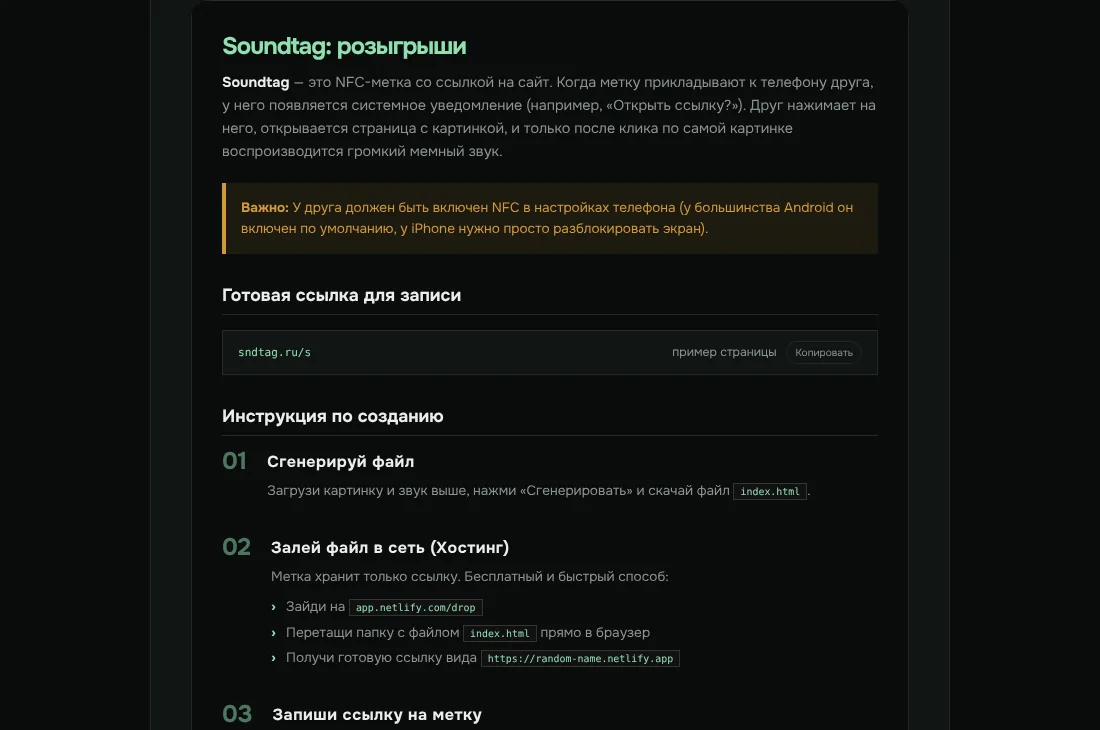 Soundtag: розыгрыши
Soundtag — это NFC-метка со ссылкой на сайт. Когда метку прикладывают к телефону друга,
у него появляется системное уведомление (например, «Открыть ссылку?»). Друг нажимает на
него, открывается страница с картинкой, и только после клика по самой картинке
воспроизводится громкий мемный звук.
Важно: У друга должен быть включен NFC в настройках телефона (у большинства Android он
включен по умолчанию, у iPhone нужно просто разблокировать экран).
Готовая ссылка для записи
sndtag.ru/s пример страницы Копировать
Инструкция по созданию
01 Сгенерируй файл
Загрузи картинку и звук выше, нажми «Сгенерировать» и скачай файл index.html.
02 Залей файл в сеть (Хостинг)
Метка хранит только ссылку. Бесплатный и быстрый способ:
› Зайди на app.netlify.com/drop
› Перетащи папку с файлом index.html прямо в браузер
› Получи готовую ссылку вида https://random-name.netlify.app
03 Запиши ссылку на метку